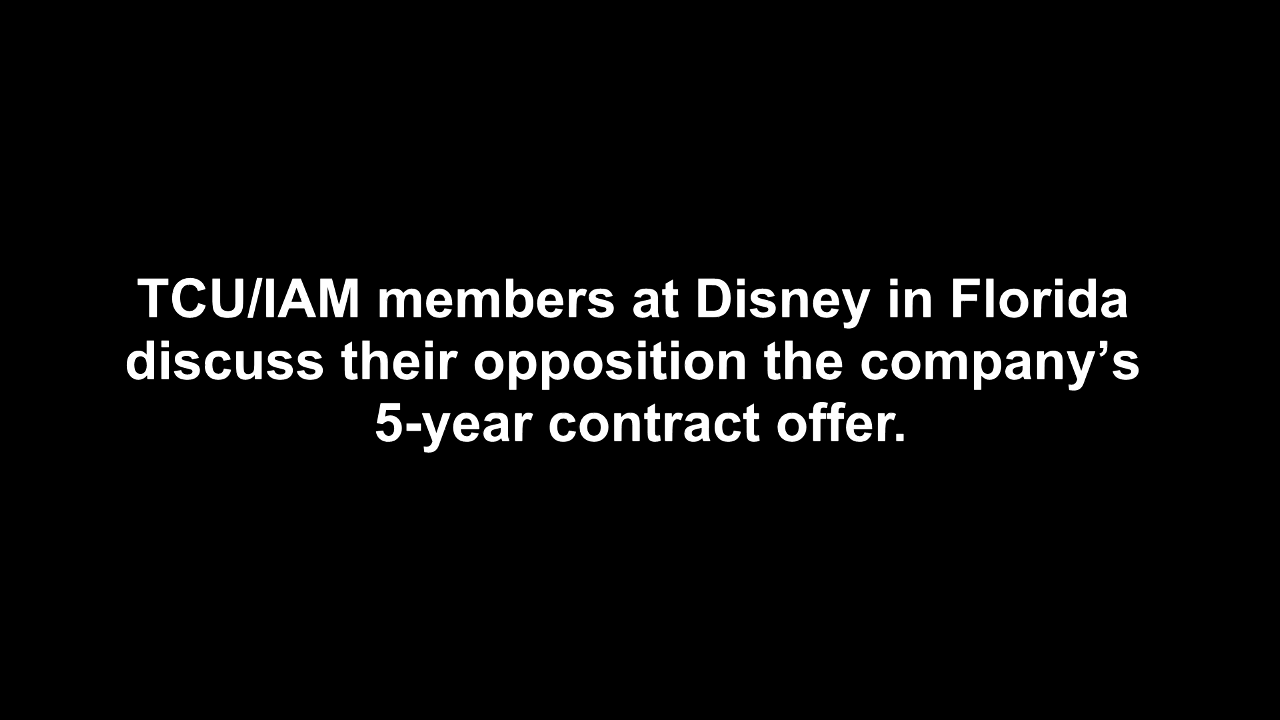 TCU/IAM members at Disney in Florida
discuss their opposition the company’s
5-year contract offer.